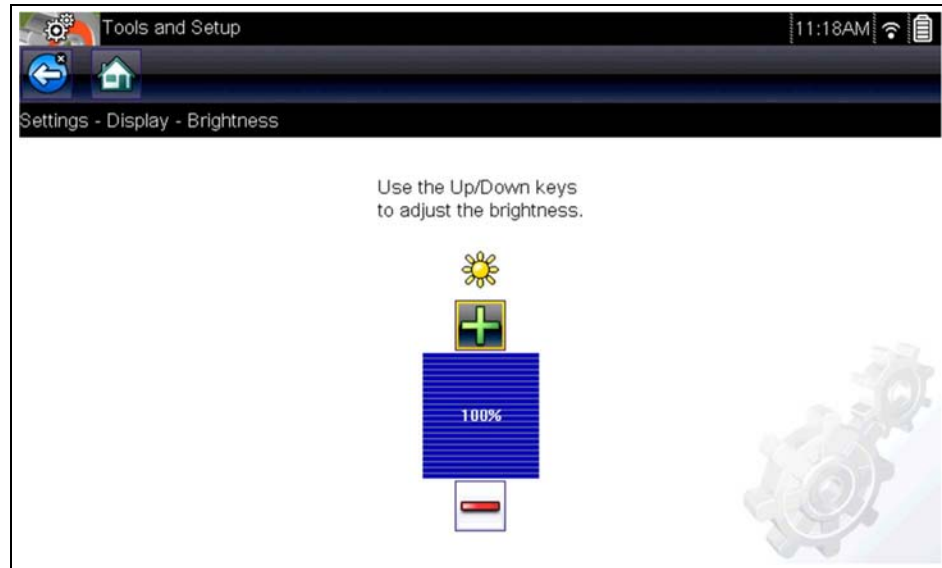 Tools and Setup
11:18AM
Settings - Display - Brightness
Use the Up/Down keys
to adjust the brightness.
100%